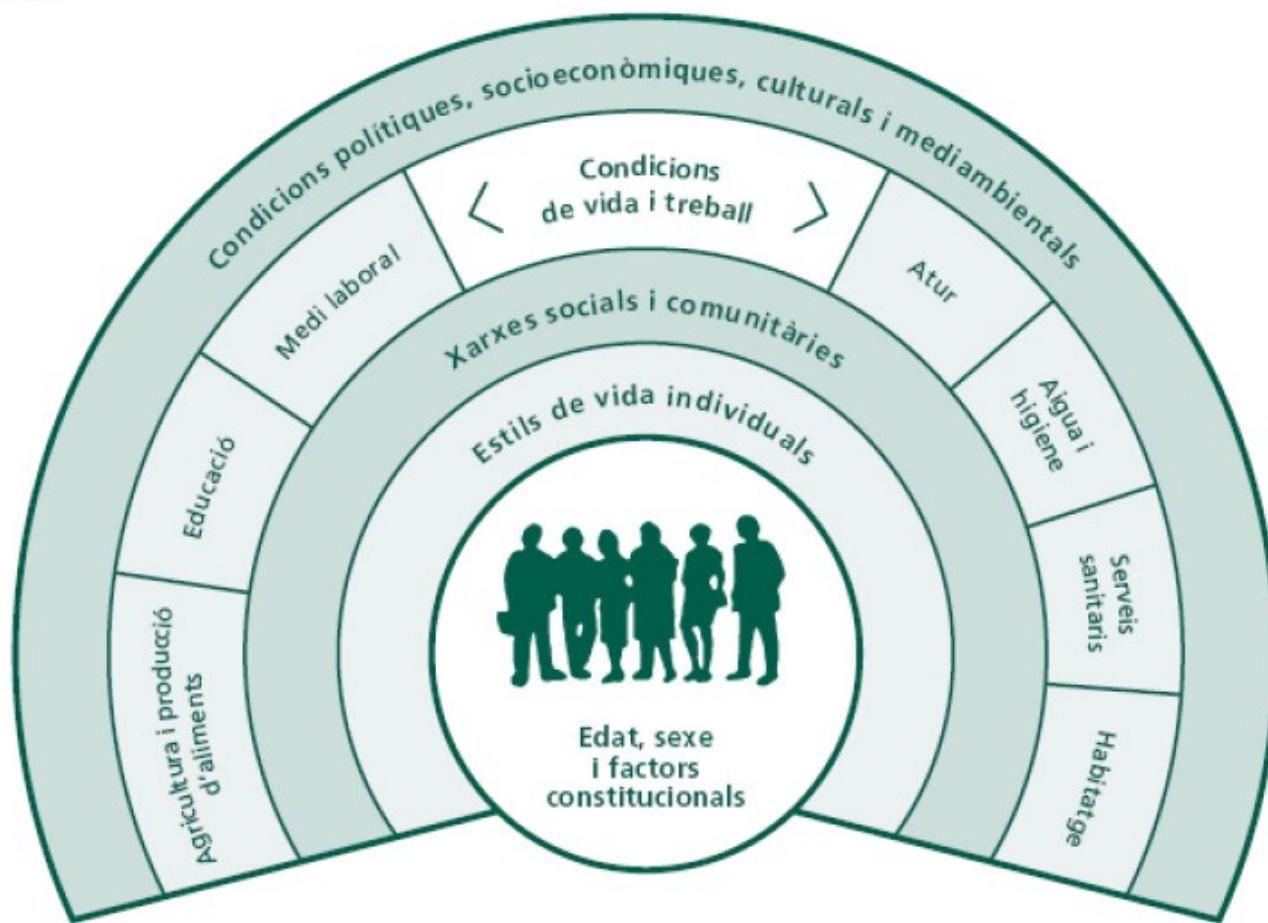 Condicions polítiques, socioeconòmiques, culturals i mediambientals
Condicions
de vida i treball
Medi laboral
Educació
Agricultura i producció
d'aliments
Atur
Aigua i
higiene
Serveis
sanitaris
Habitatge
Xarxes socials i comunitàries
Estils de vida individuals
Edat, sexe
i factors
constitucionals